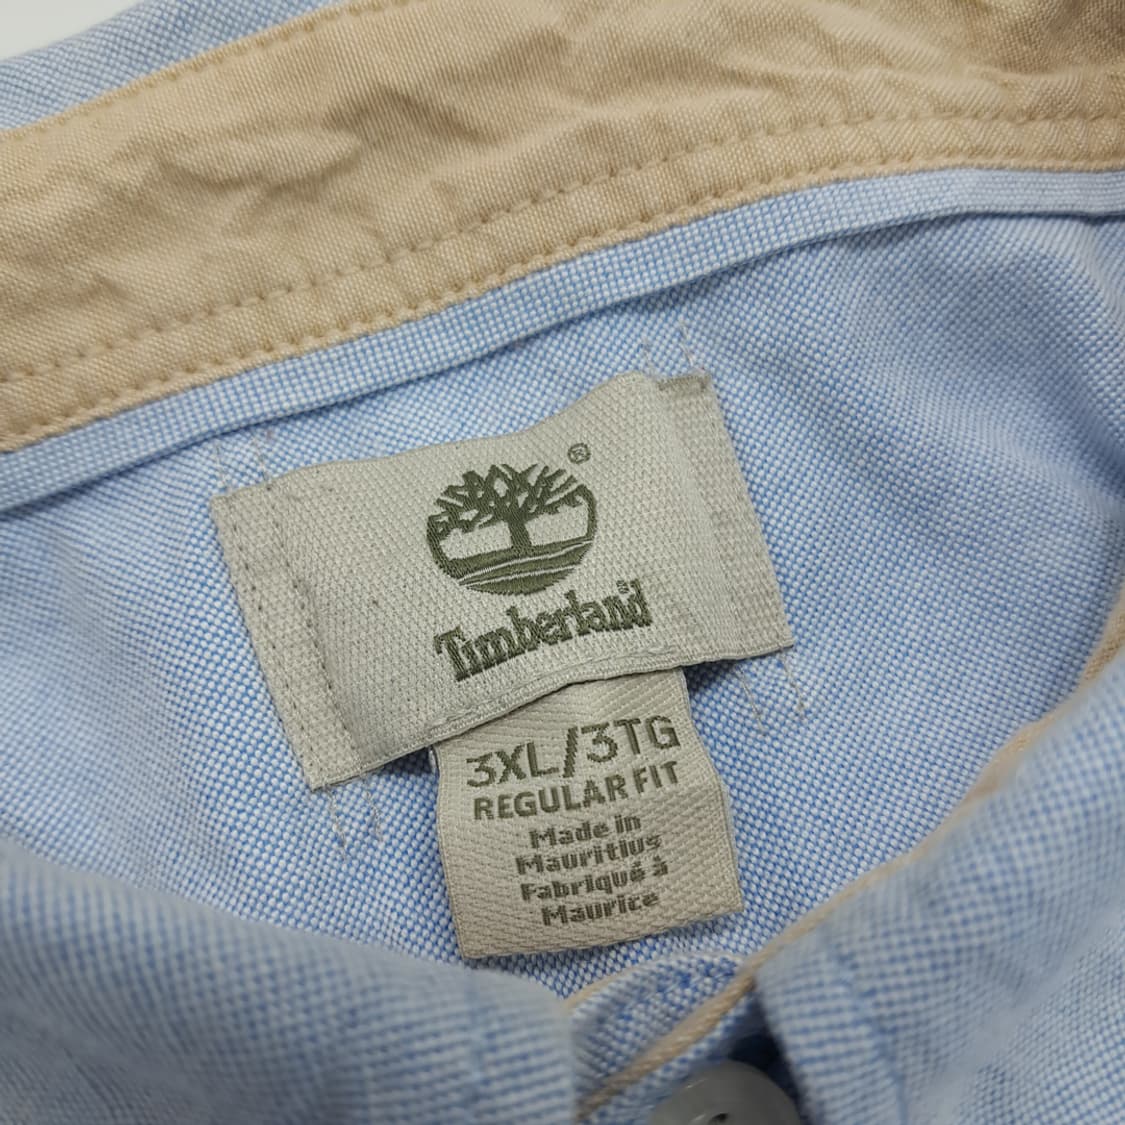 ®
Timberland®
3XL/3TG
REGULAR FIT
Made in
Mauritius
Fabriqué à
Maurice